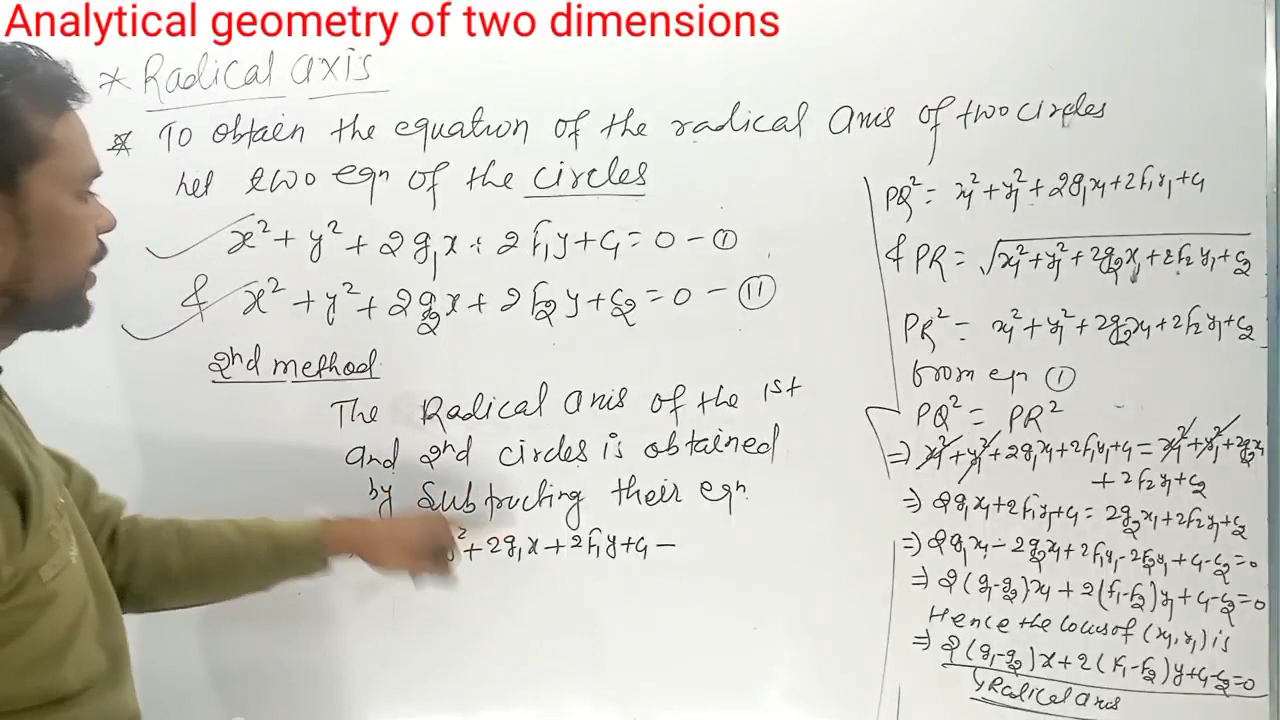 Analytical geometry of two dimensions
* Radical axis
* To obtain the equation of the radical axis of two circles
Let two eqn of the circles
x² + y² + 2g₁x + 2f₁y + c₁ = 0 — ①
& x² + y² + 2g₂x + 2f₂y + c₂ = 0 — ⑪
2nd method
The Radical axis of the 1st
and 2nd circles is obtained
by Subtracting their eqn.
y² + 2g₁x + 2f₁y + c₁ —
PQ² = x₁² + y₁² + 2g₁x₁ + 2f₁y₁ + c₁
& PR = √x₁² + y₁² + 2g₂x₁ + 2f₂y₁ + c₂
PR² = x₁² + y₁² + 2g₂x₁ + 2f₂y₁ + c₂
from eqn ①
PQ² = PR²
⇒ x₁² + y₁² + 2g₁x₁ + 2f₁y₁ + c₁ = x₁² + y₁² + 2g₂x₁
+ 2f₂y₁ + c₂
⇒ 2g₁x₁ + 2f₁y₁ + c₁ = 2g₂x₁ + 2f₂y₁ + c₂
⇒ 2g₁x₁ - 2g₂x₁ + 2f₁y₁ - 2f₂y₁ + c₁ - c₂ = 0
⇒ 2(g₁-g₂)x₁ + 2(f₁-f₂)y₁ + c₁ - c₂ = 0
Hence the locus of (x₁, y₁) is
⇒ 2(g₁-g₂)x + 2(f₁-f₂)y + c₁ - c₂ = 0
↳ Radical axis